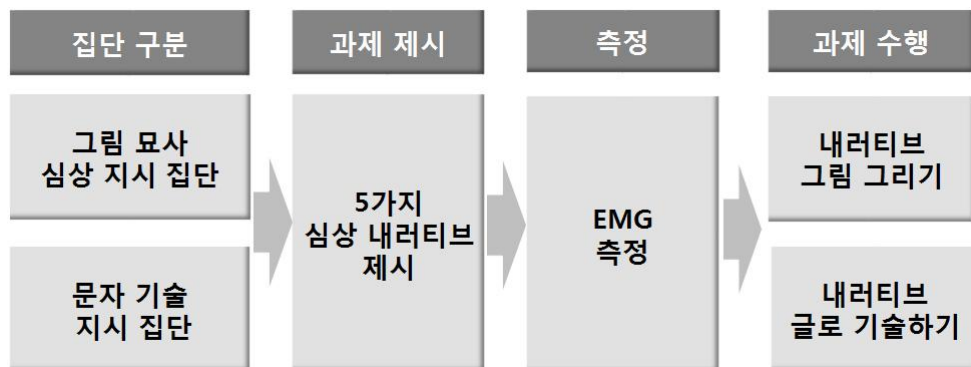 집단 구분
과제 제시
측정
과제 수행
그림 묘사
심상 지시 집단
문자 기술
지시 집단
5가지
심상 내러티브
제시
EMG
측정
내러티브
그림 그리기
내러티브
글로 기술하기